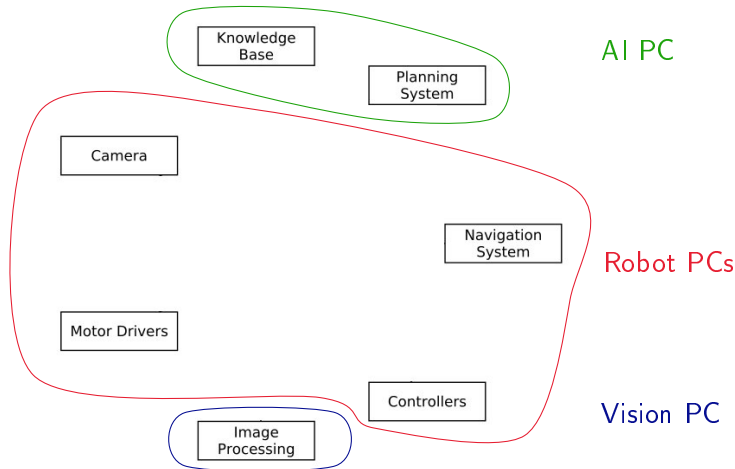 Knowledge
Base
AI PC
Planning
System
Camera
Navigation
System
Robot PCs
Motor Drivers
Controllers
Vision PC
Image
Processing